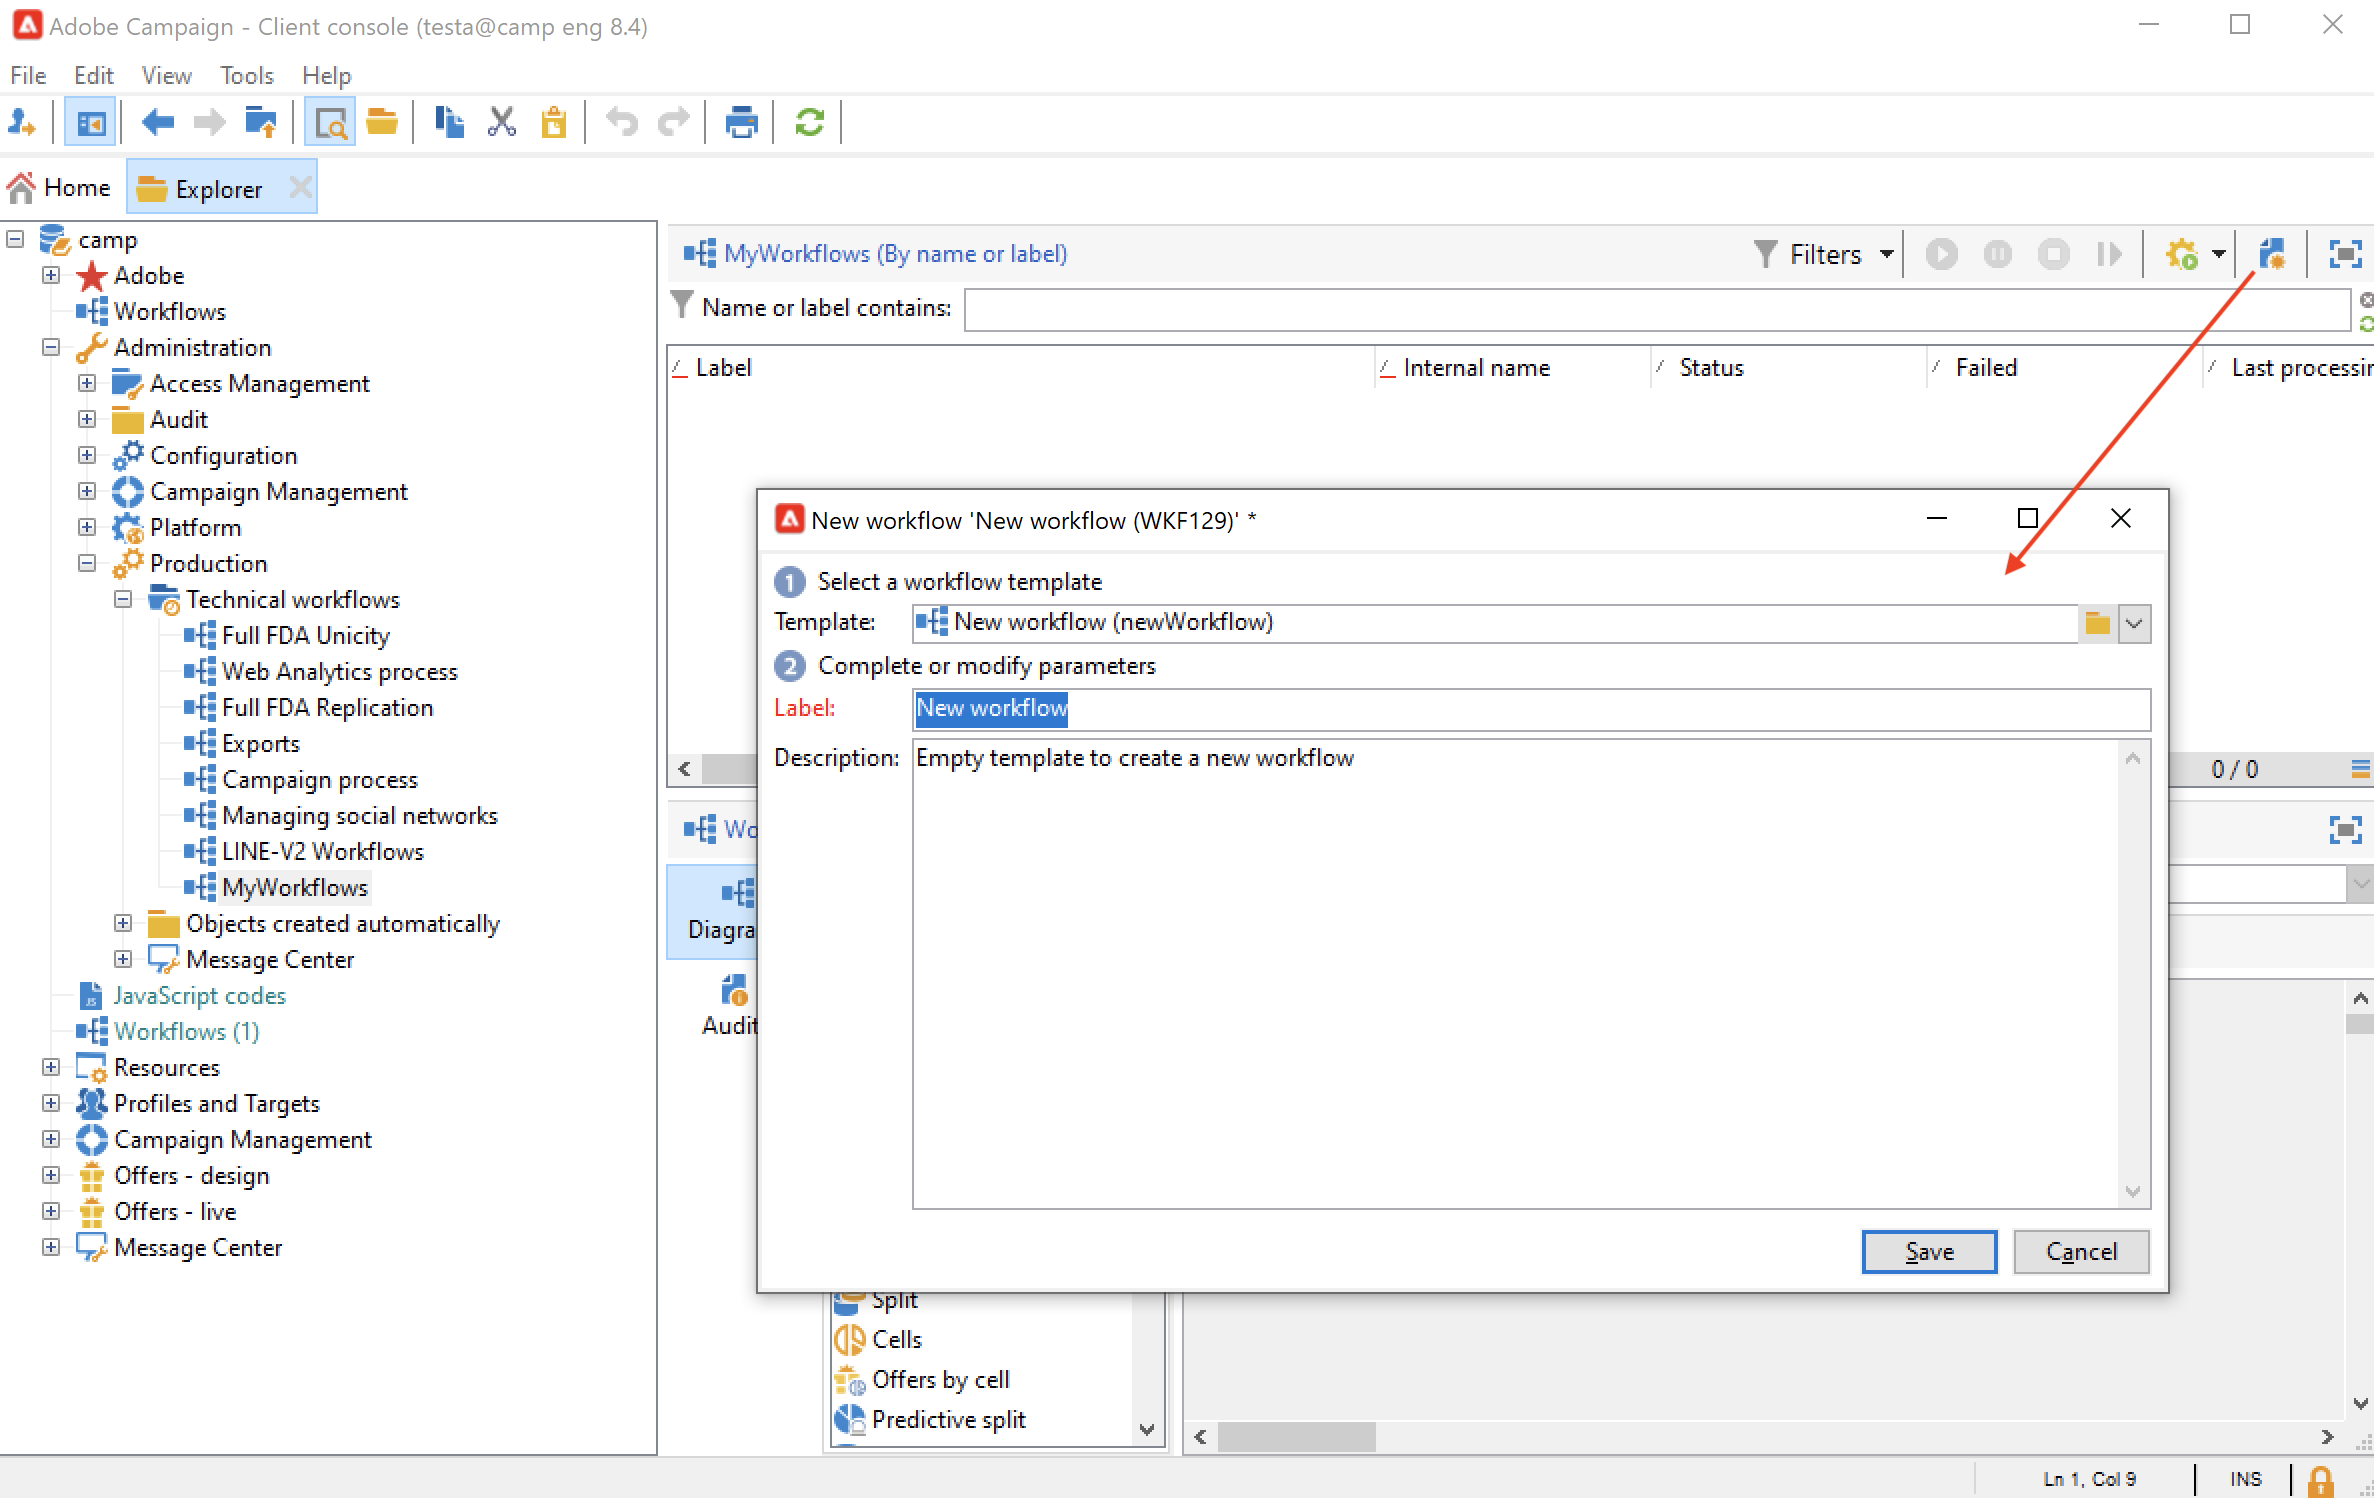 Adobe Campaign - Client console (testa@camp eng 8.4)
File Edit View Tools Help
Home Explorer
camp
Adobe
Workflows
Administration
Access Management
Audit
Configuration
Campaign Management
Platform
Production
Technical workflows
Full FDA Unicity
Web Analytics process
Full FDA Replication
Exports
Campaign process
Managing social networks
LINE-V2 Workflows
MyWorkflows
Objects created automatically
Message Center
JavaScript codes
Workflows (1)
Resources
Profiles and Targets
Campaign Management
Offers - design
Offers - live
Message Center
MyWorkflows (By name or label) Filters
Name or label contains:
Label Internal name Status Failed Last processin
0 / 0
Wo
Diagra
Audit
New workflow 'New workflow (WKF129)' *
1 Select a workflow template
Template: New workflow (newWorkflow)
2 Complete or modify parameters
Label: New workflow
Description: Empty template to create a new workflow
Save Cancel
Split
Cells
Offers by cell
Predictive split
Ln 1, Col 9 INS